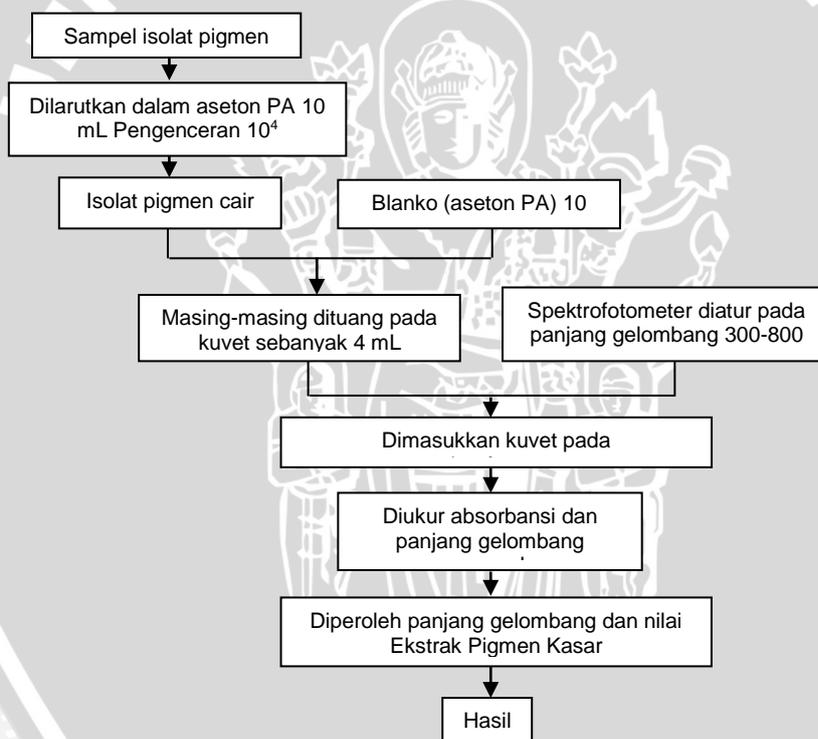 Sampel isolat pigmen
Dilarutkan dalam aseton PA 10
mL Pengenceran 10⁴
Isolat pigmen cair
Blanko (aseton PA) 10
Masing-masing dituang pada
kuvet sebanyak 4 mL
Spektrofotometer diatur pada
panjang gelombang 300-800
Dimasukkan kuvet pada
Diukur absorbansi dan
panjang gelombang
Diperoleh panjang gelombang dan nilai
Ekstrak Pigmen Kasar
Hasil